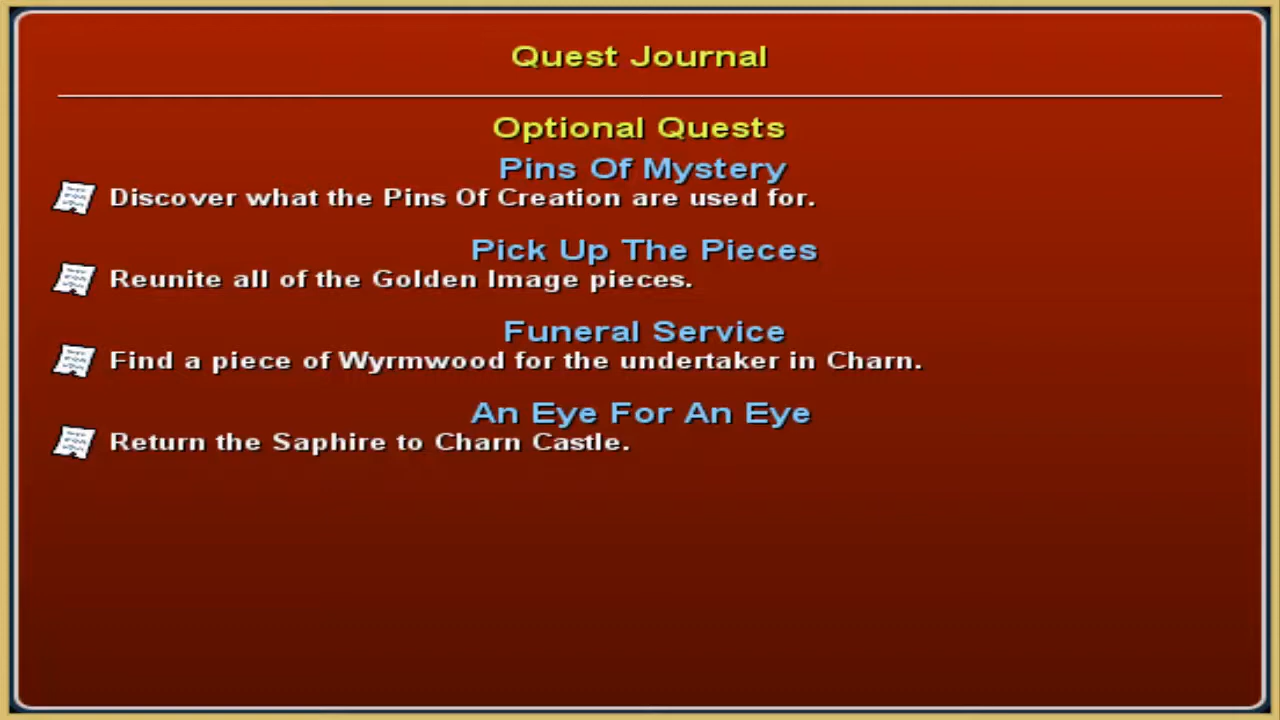 Quest Journal
Optional Quests
Pins Of Mystery
Discover what the Pins Of Creation are used for.
Pick Up The Pieces
Reunite all of the Golden Image pieces.
Funeral Service
Find a piece of Wyrmwood for the undertaker in Charn.
An Eye For An Eye
Return the Saphire to Charn Castle.